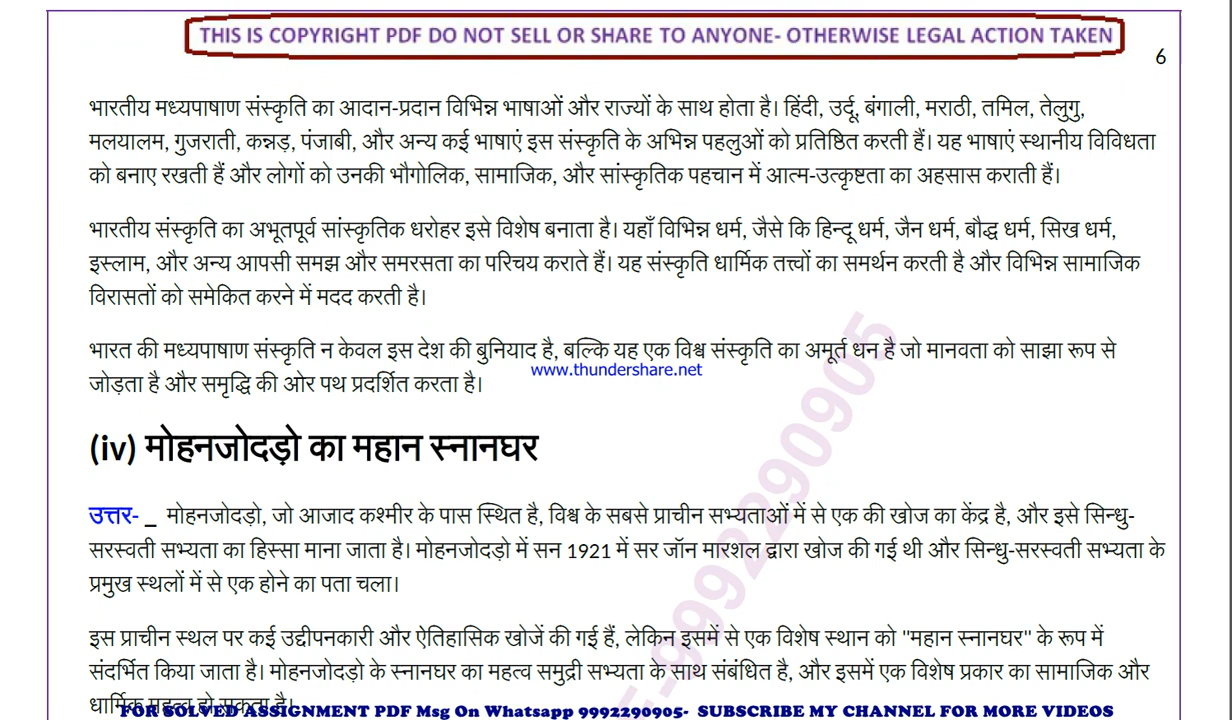 THIS IS COPYRIGHT PDF DO NOT SELL OR SHARE TO ANYONE- OTHERWISE LEGAL ACTION TAKEN
6
भारतीय मध्यपाषाण संस्कृति का आदान-प्रदान विभिन्न भाषाओं और राज्यों के साथ होता है। हिंदी, उर्दू, बंगाली, मराठी, तमिल, तेलुगु,
मलयालम, गुजराती, कन्नड़, पंजाबी, और अन्य कई भाषाएं इस संस्कृति के अभिन्न पहलुओं को प्रतिष्ठित करती हैं। यह भाषाएं स्थानीय विविधता
को बनाए रखती हैं और लोगों को उनकी भौगोलिक, सामाजिक, और सांस्कृतिक पहचान में आत्म-उत्कृष्टता का अहसास कराती हैं।
भारतीय संस्कृति का अभूतपूर्व सांस्कृतिक धरोहर इसे विशेष बनाता है। यहाँ विभिन्न धर्म, जैसे कि हिन्दू धर्म, जैन धर्म, बौद्ध धर्म, सिख धर्म,
इस्लाम, और अन्य आपसी समझ और समरसता का परिचय कराते हैं। यह संस्कृति धार्मिक तत्त्वों का समर्थन करती है और विभिन्न सामाजिक
विरासतों को समेकित करने में मदद करती है।
भारत की मध्यपाषाण संस्कृति न केवल इस देश की बुनियाद है, बल्कि यह एक विश्व संस्कृति का अमूर्त धन है जो मानवता को साझा रूप से
www.thundershare.net
जोड़ता है और समृद्धि की ओर पथ प्रदर्शित करता है।
(iv) मोहनजोदड़ो का महान स्नानघर
उत्तर- _ मोहनजोदड़ो, जो आजाद कश्मीर के पास स्थित है, विश्व के सबसे प्राचीन सभ्यताओं में से एक की खोज का केंद्र है, और इसे सिन्धु-
सरस्वती सभ्यता का हिस्सा माना जाता है। मोहनजोदड़ो में सन 1921 में सर जॉन मारशल द्वारा खोज की गई थी और सिन्धु-सरस्वती सभ्यता के
प्रमुख स्थलों में से एक होने का पता चला।
इस प्राचीन स्थल पर कई उद्दीपनकारी और ऐतिहासिक खोजें की गई हैं, लेकिन इसमें से एक विशेष स्थान को "महान स्नानघर" के रूप में
संदर्भित किया जाता है। मोहनजोदड़ो के स्नानघर का महत्व समुद्री सभ्यता के साथ संबंधित है, और इसमें एक विशेष प्रकार का सामाजिक और
धार्मिक महत्व हो सकता है।
FOR SOLVED ASSIGNMENT PDF Msg On Whatsapp 9992290905- SUBSCRIBE MY CHANNEL FOR MORE VIDEOS
-9992290905